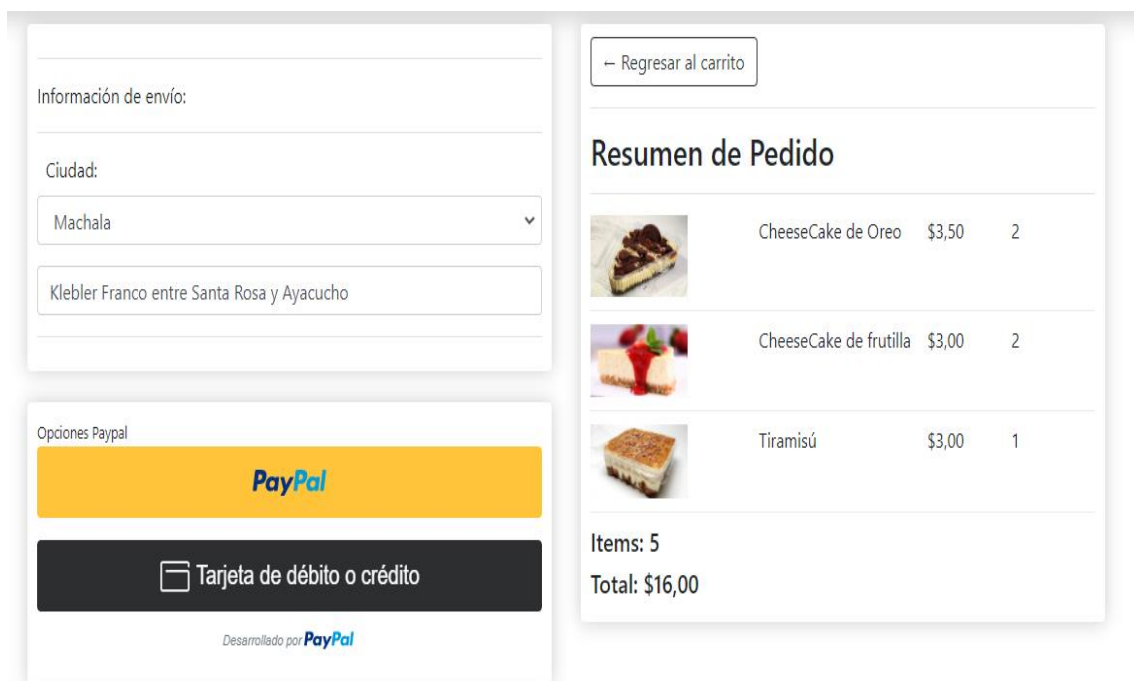 Información de envío:
Ciudad:
Machala
Klebler Franco entre Santa Rosa y Ayacucho
Opciones Paypal
PayPal
Tarjeta de débito o crédito
Desarrollado por PayPal
← Regresar al carrito
Resumen de Pedido
CheeseCake de Oreo $3,50 2
CheeseCake de frutilla $3,00 2
Tiramisú $3,00 1
Items: 5
Total: $16,00